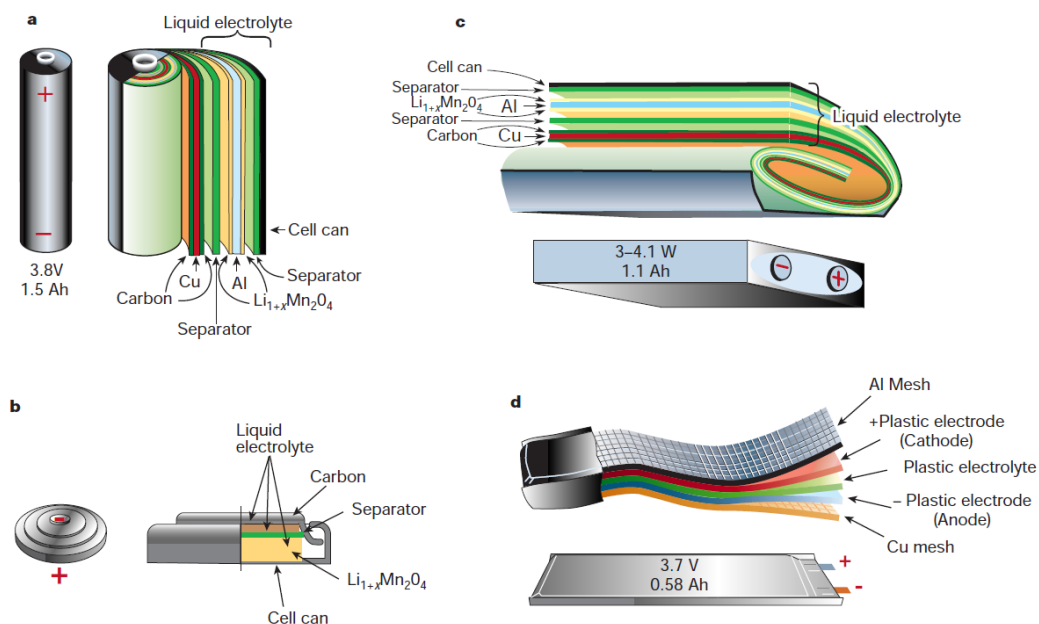 a
Liquid electrolyte
+
–
3.8V
1.5 Ah
Cell can
Separator
Cu
Al
Carbon
Li1+xMn2O4
Separator
b
Liquid
electrolyte
Carbon
Separator
Li1+xMn2O4
Cell can
-
+
c
Cell can
Separator
Li1+xMn2O4
Al
Separator
Carbon
Cu
Liquid electrolyte
3–4.1 W
1.1 Ah
–
+
d
Al Mesh
+Plastic electrode
(Cathode)
Plastic electrolyte
– Plastic electrode
(Anode)
Cu mesh
3.7 V
0.58 Ah
+
-